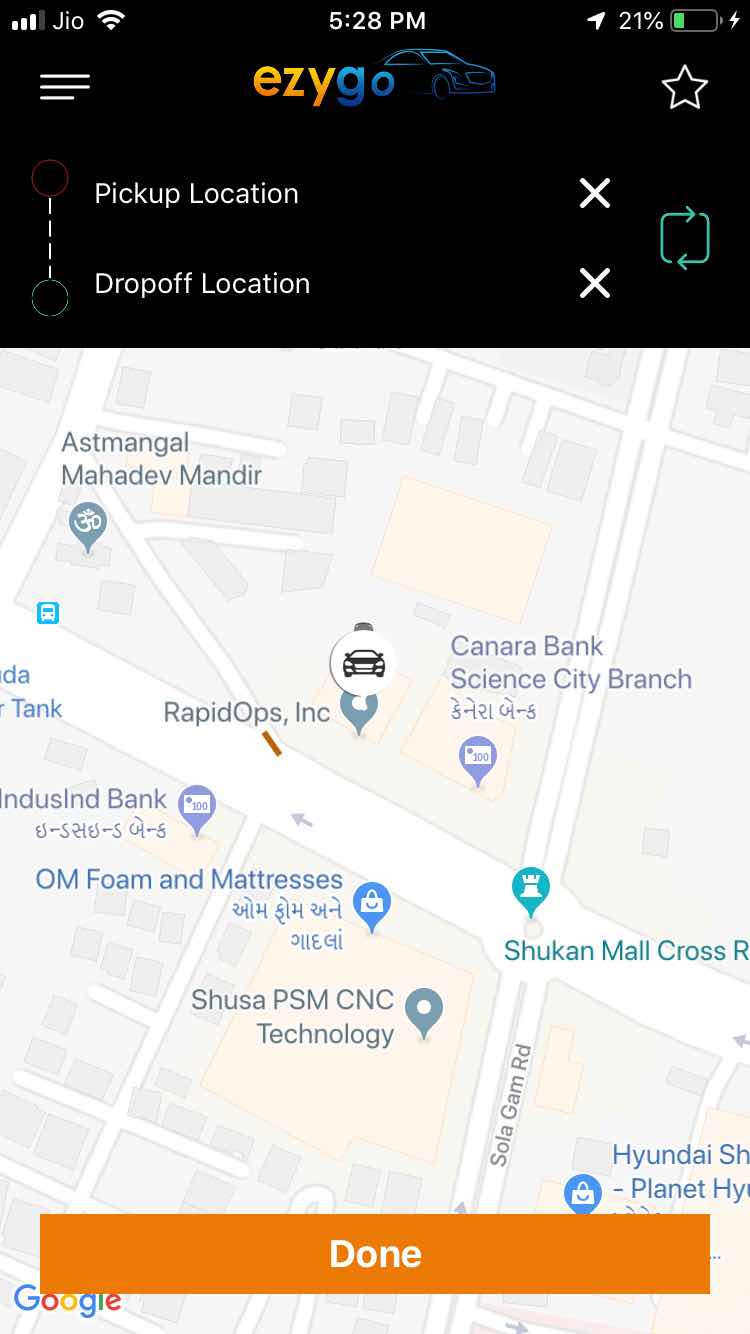 Jio 5:28 PM 21%
ezygo
Pickup Location
Dropoff Location
Astmangal
Mahadev Mandir
ॐ
Canara Bank
Science City Branch
કેનેરા બેન્ક
100
RapidOps, Inc
Tank
IndusInd Bank
ઇન્ડસઇન્ડ બેન્ક
100
OM Foam and Mattresses
ઓમ ફોમ અને
ગાદલાં
Shukan Mall Cross R
Shusa PSM CNC
Technology
Sola Gam Rd
Hyundai Sh
- Planet Hyu
Done
Google